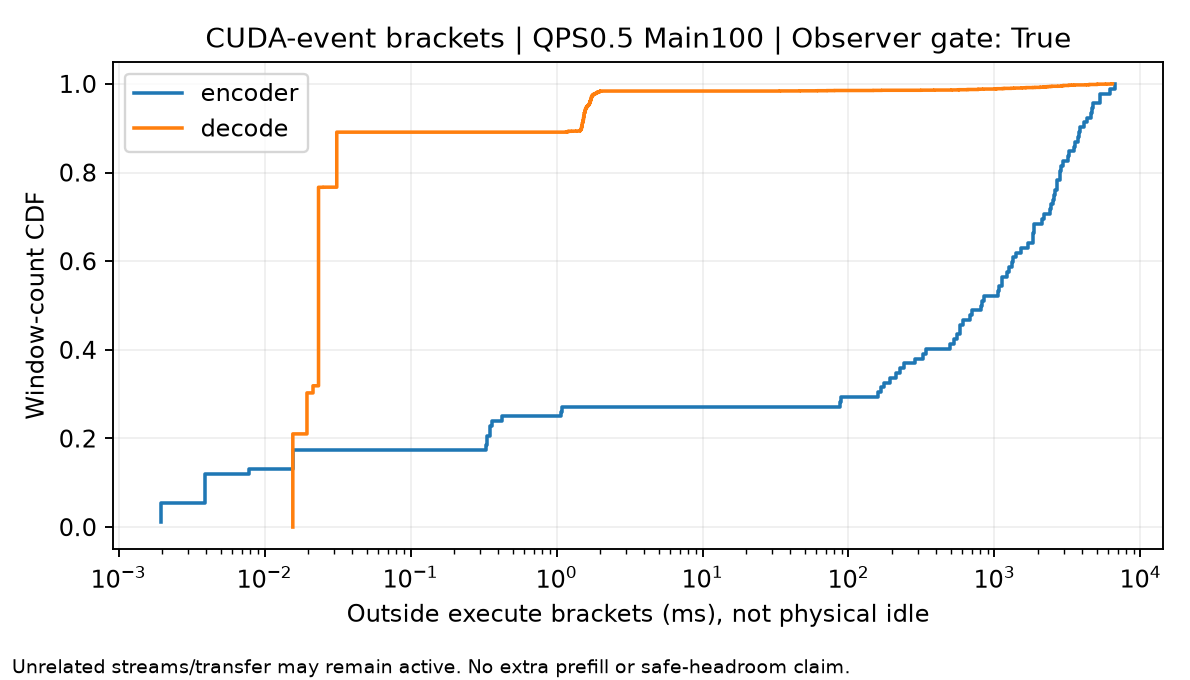 CUDA-event brackets | QPS0.5 Main100 | Observer gate: True
encoder
decode
Window-count CDF
1.0
0.8
0.6
0.4
0.2
0.0
10⁻³ 10⁻² 10⁻¹ 10⁰ 10¹ 10² 10³ 10⁴
Outside execute brackets (ms), not physical idle
Unrelated streams/transfer may remain active. No extra prefill or safe-headroom claim.